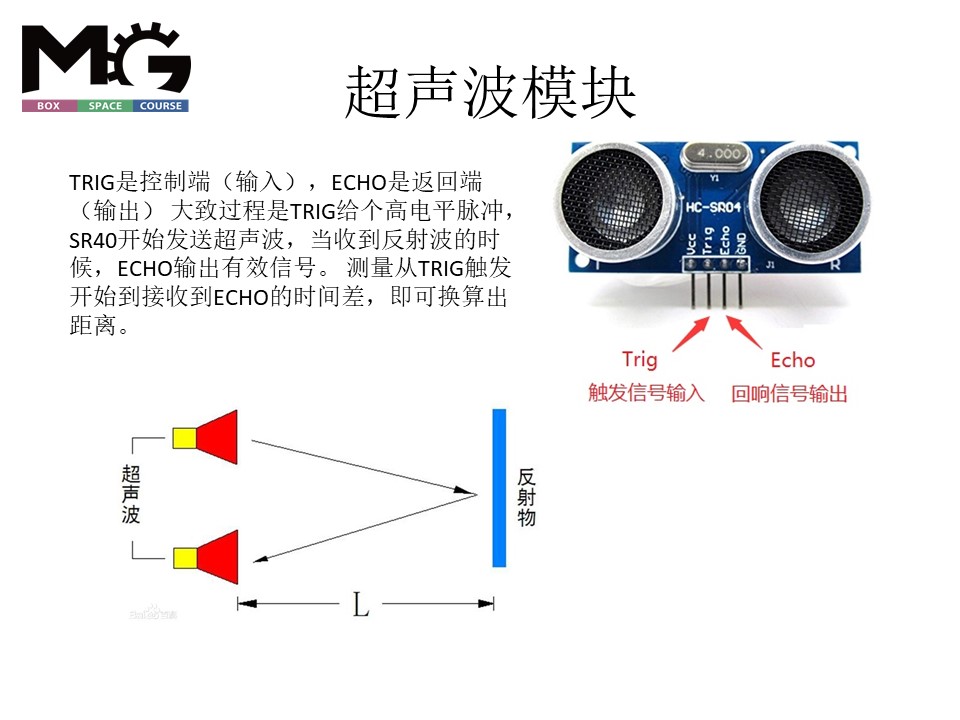 MG
BOX SPACE COURSE
超声波模块
TRIG是控制端（输入），ECHO是返回端
（输出） 大致过程是TRIG给个高电平脉冲，
SR40开始发送超声波，当收到反射波的时
候，ECHO输出有效信号。 测量从TRIG触发
开始到接收到ECHO的时间差，即可换算出
距离。
4.000
Y1
HC-SR04
Vcc
Trig
Echo
GND
T
J1
R
Trig
Echo
触发信号输入
回响信号输出
超声波
反射物
L
Baidu百科